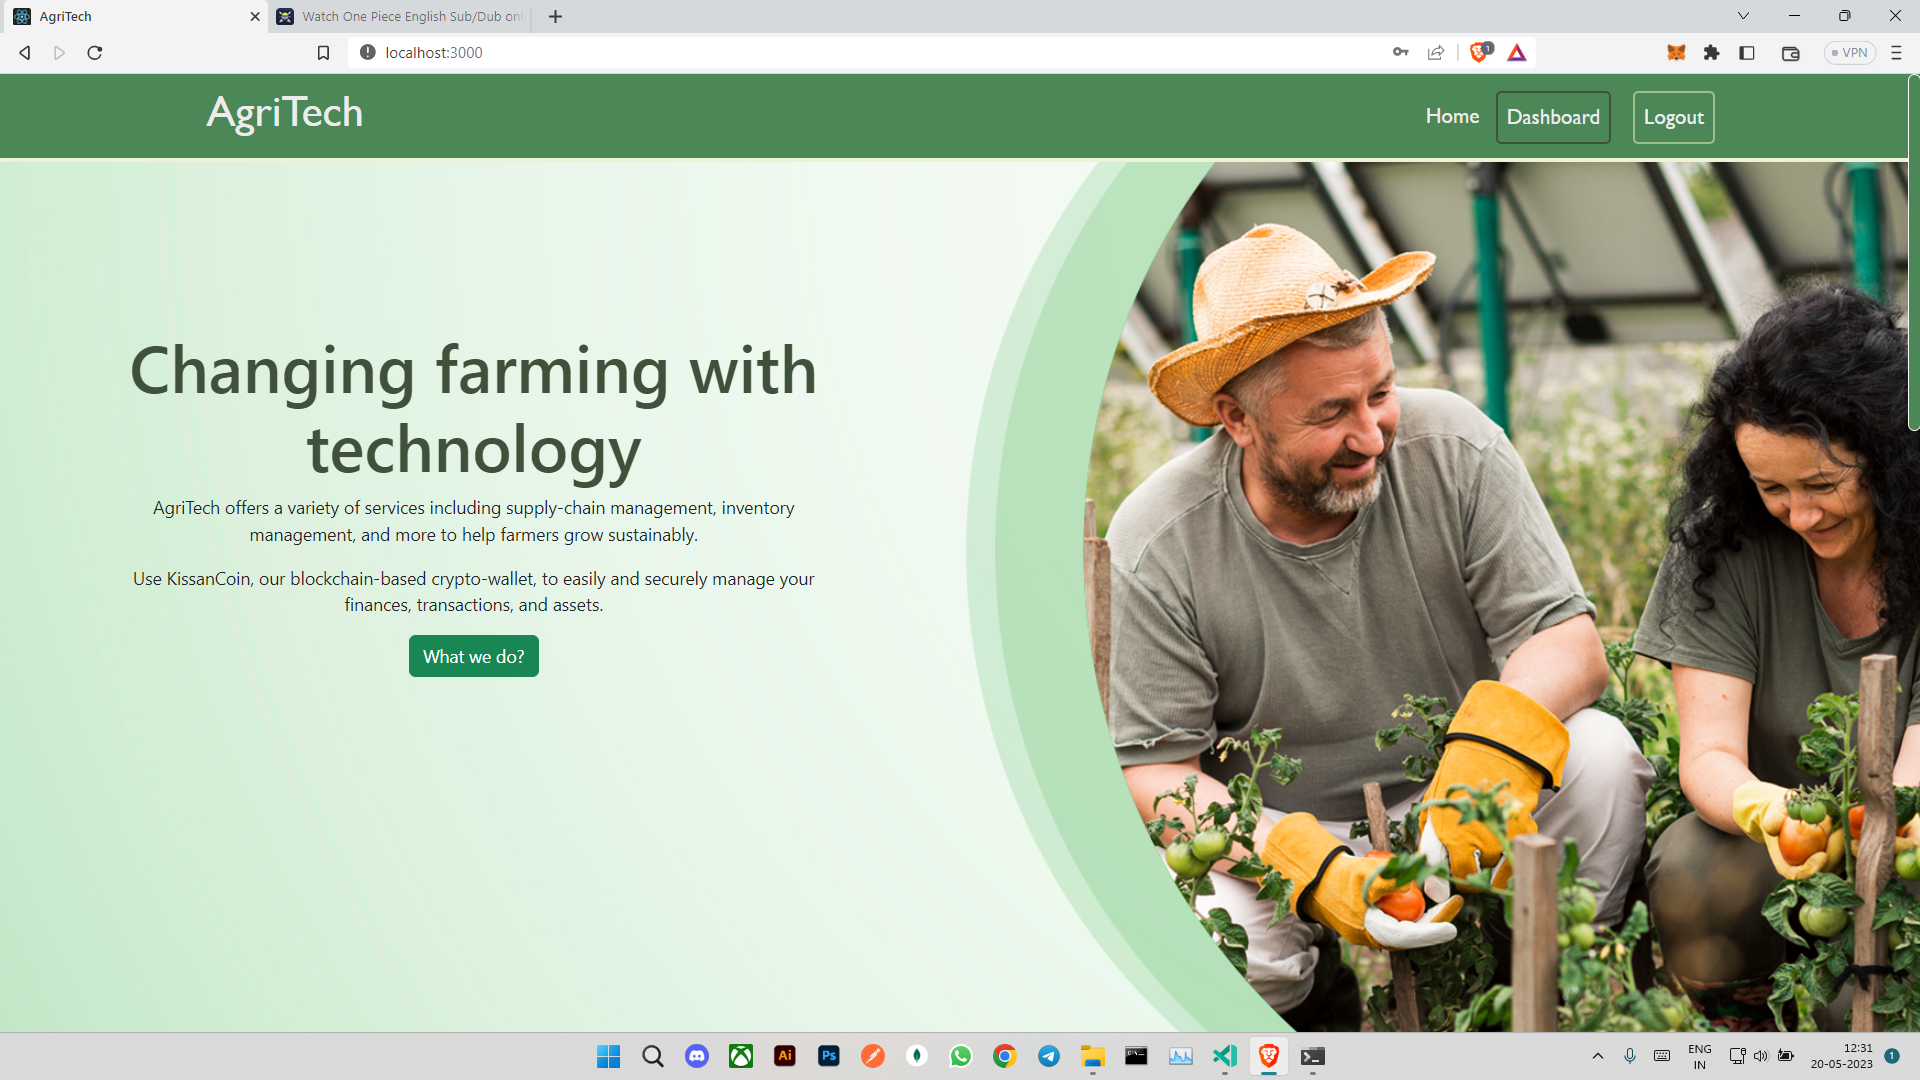 AgriTech
Watch One Piece English Sub/Dub onl
localhost:3000
VPN
AgriTech
Home
Dashboard
Logout
Changing farming with
technology
AgriTech offers a variety of services including supply-chain management, inventory
management, and more to help farmers grow sustainably.
Use KissanCoin, our blockchain-based crypto-wallet, to easily and securely manage your
finances, transactions, and assets.
What we do?
Ai
Ps
ENG
IN
12:31
20-05-2023
1